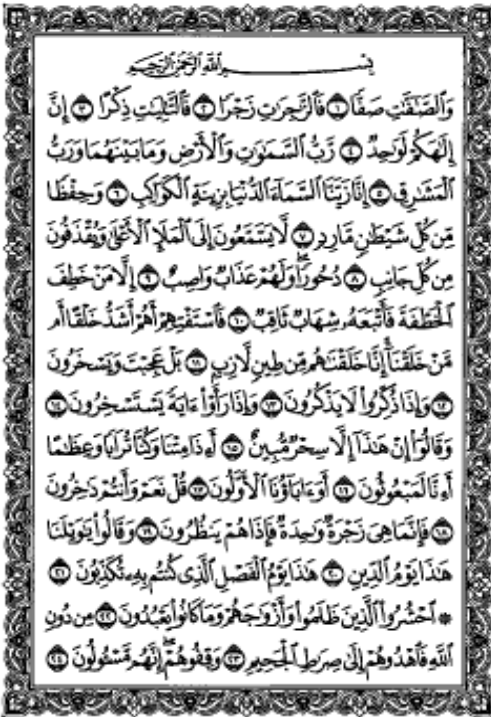 بِسْمِ ٱللَّهِ ٱلرَّحْمَٰنِ ٱلرَّحِيمِ
وَٱلصَّٰٓفَّٰتِ صَفًّا ١ فَٱلزَّٰجِرَٰتِ زَجْرًا ٢ فَٱلتَّٰلِيَٰتِ ذِكْرًا ٣ إِنَّ
إِلَٰهَكُمْ لَوَٰحِدٌ ٤ رَّبُّ ٱلسَّمَٰوَٰتِ وَٱلْأَرْضِ وَمَا بَيْنَهُمَا وَرَبُّ
ٱلْمَشَٰرِقِ ٥ إِنَّا زَيَّنَّا ٱلسَّمَآءَ ٱلدُّنْيَا بِزِينَةٍ ٱلْكَوَاكِبِ ٦ وَحِفْظًا
مِّن كُلِّ شَيْطَٰنٍ مَّارِدٍ ٧ لَّا يَسَّمَّعُونَ إِلَى ٱلْمَلَإِ ٱلْأَعْلَىٰ وَيُقْذَفُونَ
مِن كُلِّ جَانِبٍ ٨ دُحُورًا ۖ وَلَهُمْ عَذَابٌ وَاصِبٌ ٩ إِلَّا مَنْ خَطِفَ
ٱلْخَطْفَةَ فَأَتْبَعَهُۥ شِهَابٌ ثَاقِبٌ ١٠ فَٱسْتَفْتِهِمْ أَهُمْ أَشَدُّ خَلْقًا أَم
مَّنْ خَلَقْنَآ ۚ إِنَّا خَلَقْنَٰهُم مِّن طِينٍ لَّازِبٍۭ ١١ بَلْ عَجِبْتَ وَيَسْخَرُونَ
١٢ وَإِذَا ذُكِّرُوا۟ لَا يَذْكُرُونَ ١٣ وَإِذَا رَأَوْا۟ ءَايَةً يَسْتَسْخِرُونَ ١٤
وَقَالُوٓا۟ إِنْ هَٰذَآ إِلَّا سِحْرٌ مُّبِينٌ ١٥ أَءِذَا مِتْنَا وَكُنَّا تُرَابًا وَعِظَٰمًا
أَءِنَّا لَمَبْعُوثُونَ ١٦ أَوَءَابَآؤُنَا ٱلْأَوَّلُونَ ١٧ قُلْ نَعَمْ وَأَنتُمْ دَٰخِرُونَ
١٨ فَإِنَّمَا هِىَ زَجْرَةٌ وَٰحِدَةٌ فَإِذَا هُمْ يَنظُرُونَ ١٩ وَقَالُوا۟ يَٰوَيْلَنَا
هَٰذَا يَوْمُ ٱلدِّينِ ٢٠ هَٰذَا يَوْمُ ٱلْفَصْلِ ٱلَّذِى كُنتُم بِهِۦ تُكَذِّبُونَ ٢١
۞ ٱحْشُرُوا۟ ٱلَّذِينَ ظَلَمُوا۟ وَأَزْوَٰجَهُمْ وَمَا كَانُوا۟ يَعْبُدُونَ ٢٢ مِن دُونِ
ٱللَّهِ فَٱهْدُوهُمْ إِلَىٰ صِرَٰطِ ٱلْجَحِيمِ ٢٣ وَقِفُوهُمْ ۖ إِنَّهُم مَّسْـُٔولُونَ ٢٤